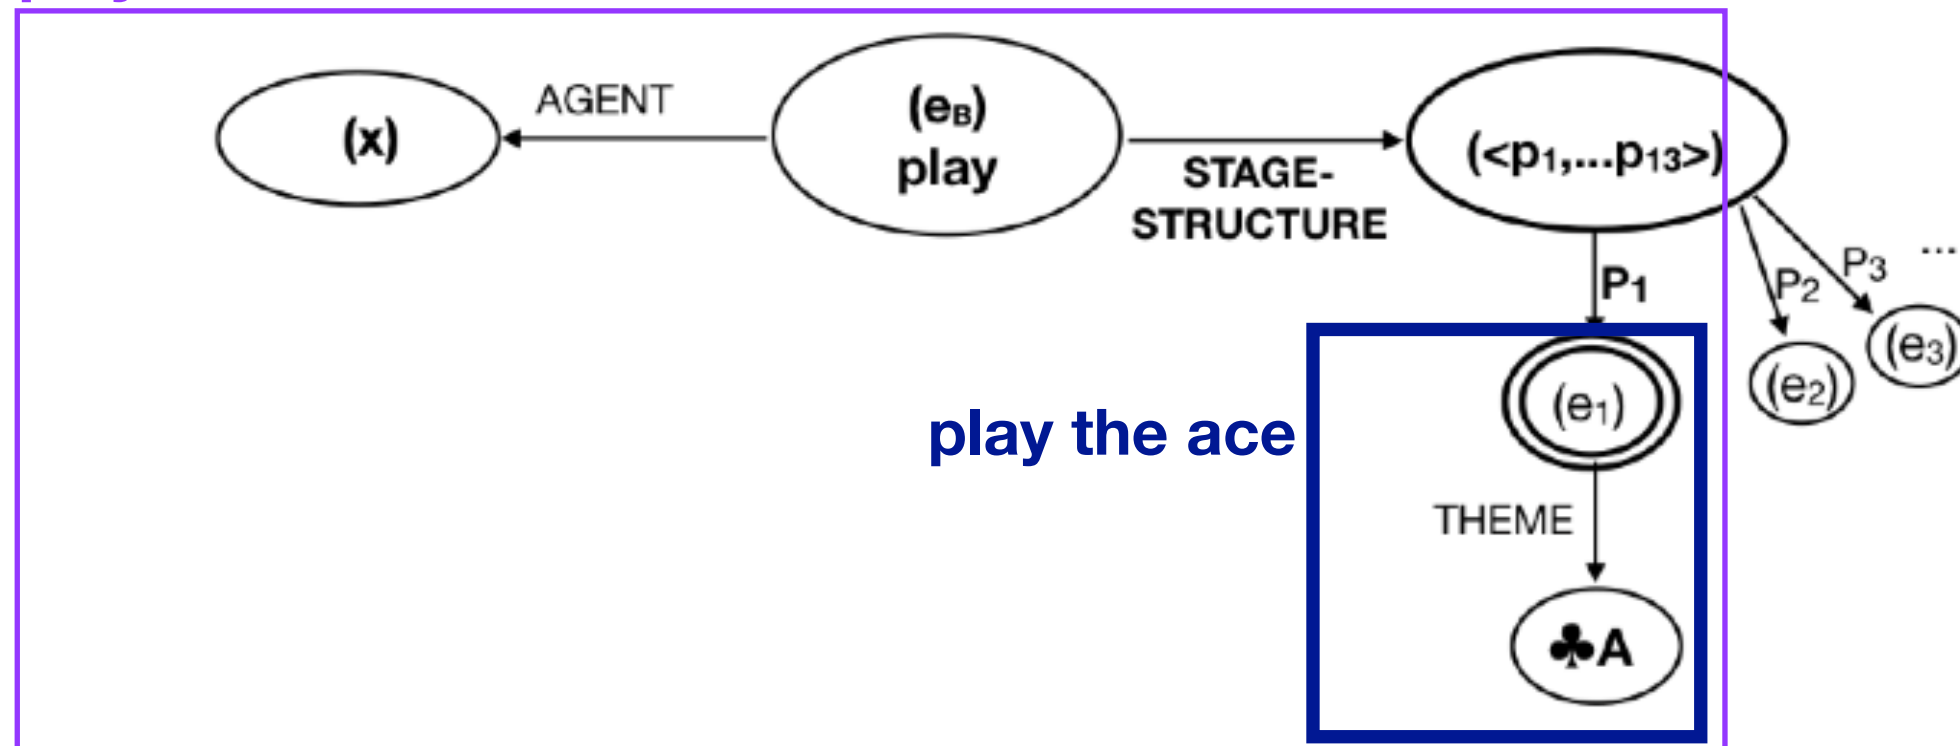 AGENT
(x)
(eB)
play
STAGE-
STRUCTURE
(<p1,...p13>)
P1
P2
P3
...
(e1)
(e2)
(e3)
play the ace
THEME
♣A